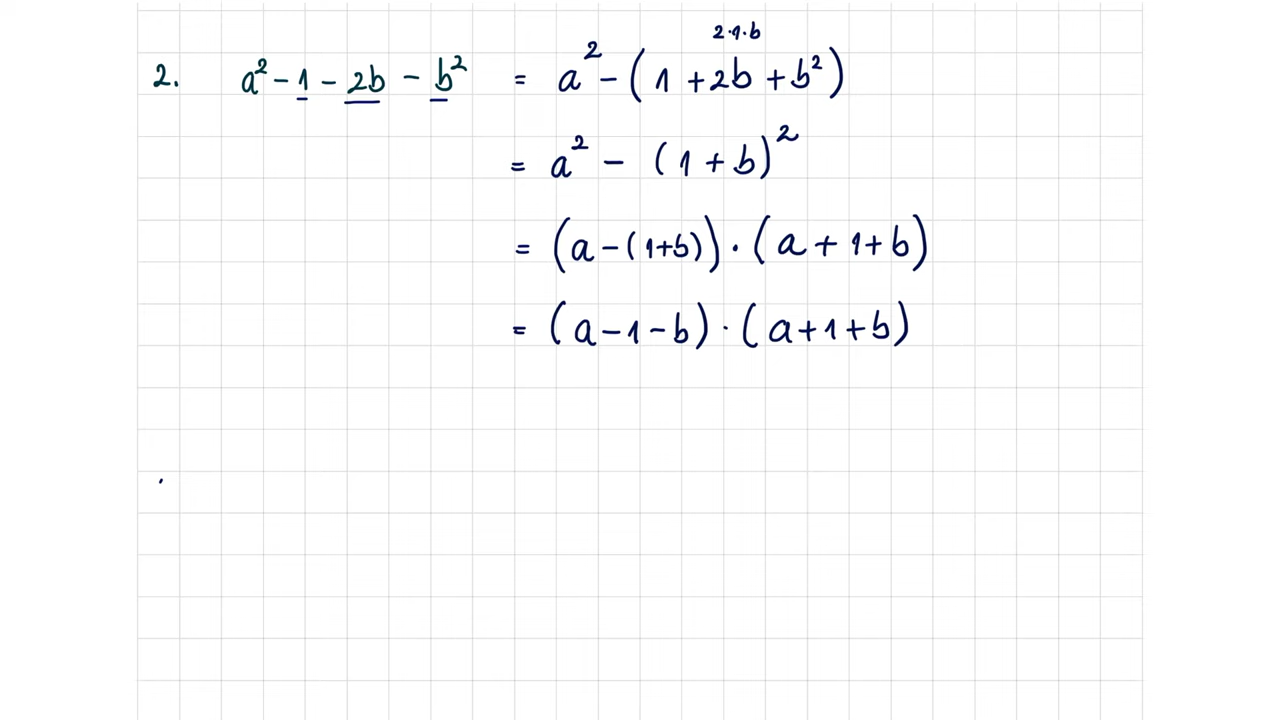 2·1·b
2. a² - 1 - 2b - b² = a² - (1 + 2b + b²)
= a² - (1 + b)²
= (a - (1+b)) · (a + 1 + b)
= (a - 1 - b) · (a + 1 + b)